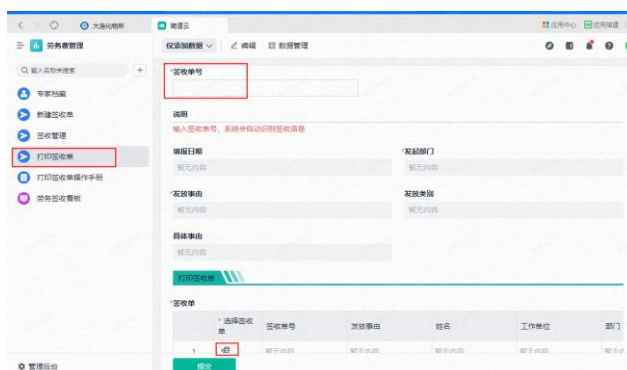 大连化物所
简道云
应用中心
应用搭建
劳务费管理
仅添加数据
编辑
数据管理
输入名称来搜索
专家档案
新建签收单
签收管理
打印签收单
打印签收单操作手册
劳务签收看板
管理后台
*签收单号
说明
输入签收单号，系统会自动识别签收信息
填报日期
*发起部门
暂无内容
暂无内容
*发放事由
发放类别
暂无内容
暂无内容
具体事由
暂无内容
打印签收单
*签收单
*选择签收单
签收单号
发放事由
姓名
工作单位
部门
1
暂无内容
暂无内容
暂无内容
暂无内容
提交